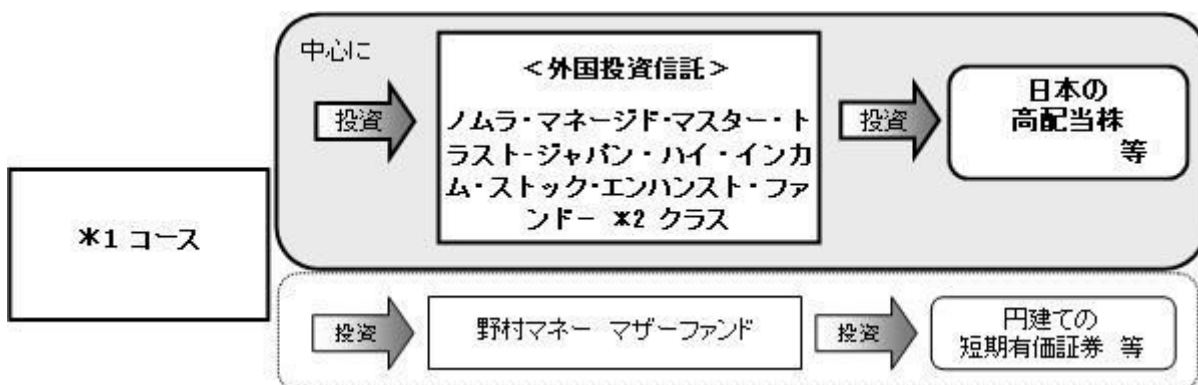 中心に
投資
<外国投資信託>
ノムラ・マネージド・マスター・ト
ラスト-ジャパン・ハイ・インカ
ム・ストック・エンハンスト・ファ
ンドー *2 クラス
投資
日本の
高配当株
等
*1 コース
投資
野村マネー マザーファンド
投資
円建ての
短期有価証券 等